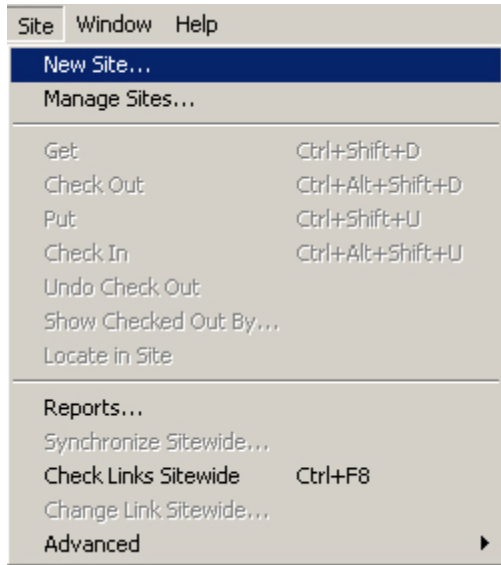 Site Window Help
New Site...
Manage Sites...
Get Ctrl+Shift+D
Check Out Ctrl+Alt+Shift+D
Put Ctrl+Shift+U
Check In Ctrl+Alt+Shift+U
Undo Check Out
Show Checked Out By...
Locate in Site
Reports...
Synchronize Sitewide...
Check Links Sitewide Ctrl+F8
Change Link Sitewide...
Advanced